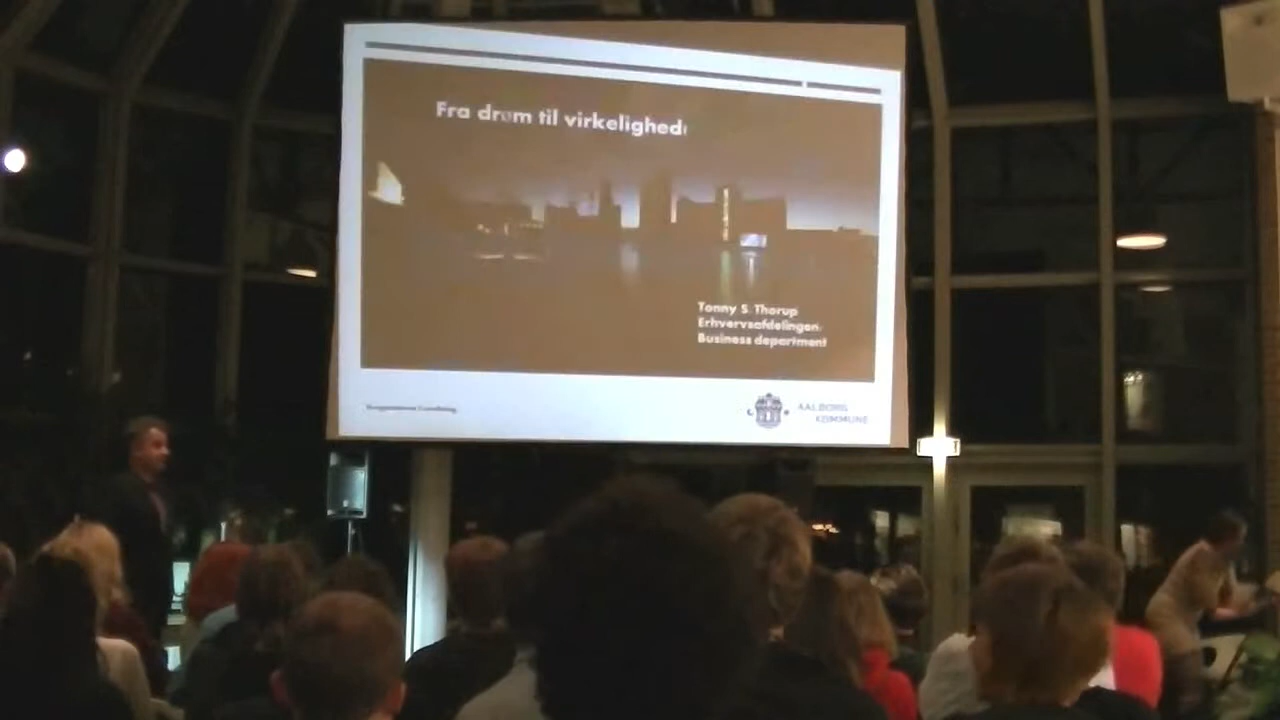 Fra drøm til virkelighed
Tonny S. Thorup
Erhvervsafdelingen
Business department
AALBORG
KOMMUNE